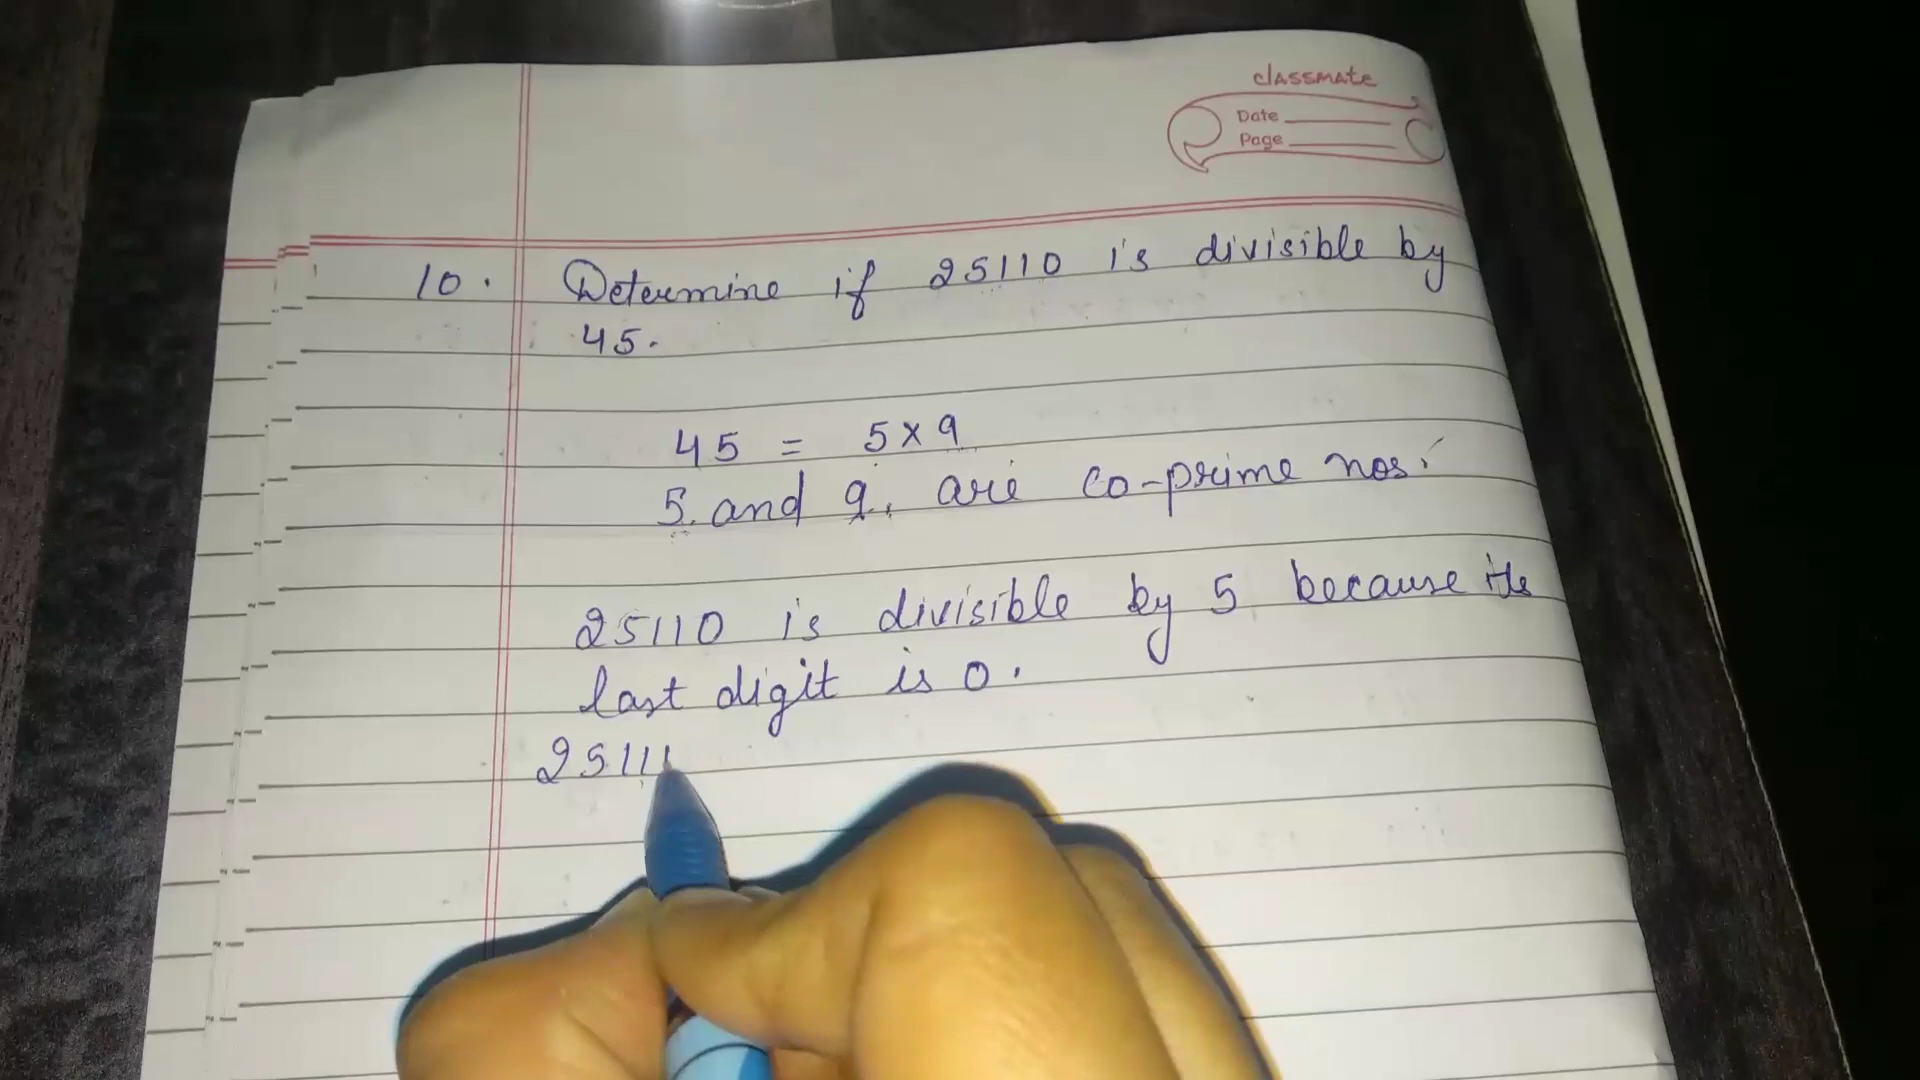 classmate
Date
Page
10. Determine if 25110 is divisible by
45.
45 = 5 x 9
5 and 9 are co-prime nos.
25110 is divisible by 5 because its
last digit is 0.
25111